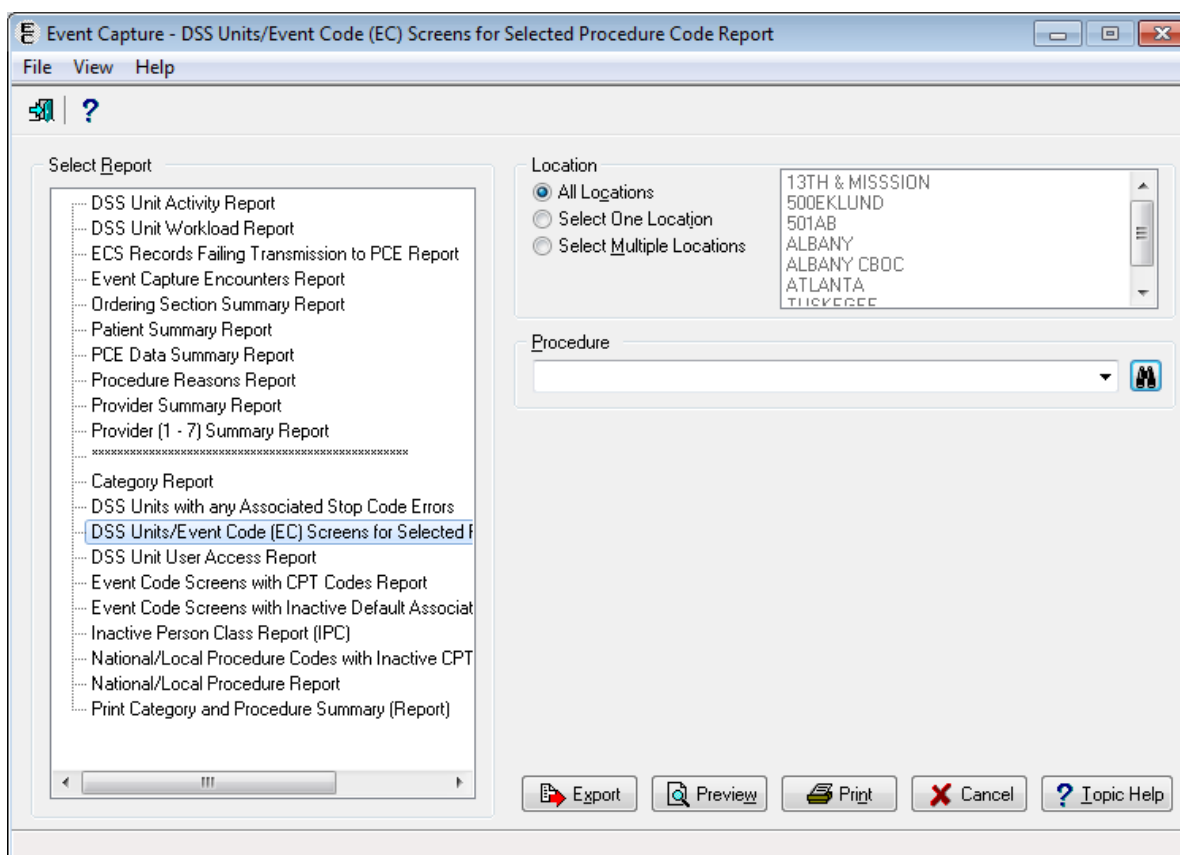 Event Capture - DSS Units/Event Code (EC) Screens for Selected Procedure Code Report
File View Help
?
Select Report
DSS Unit Activity Report
DSS Unit Workload Report
ECS Records Failing Transmission to PCE Report
Event Capture Encounters Report
Ordering Section Summary Report
Patient Summary Report
PCE Data Summary Report
Procedure Reasons Report
Provider Summary Report
Provider (1 - 7) Summary Report
**************************************************
Category Report
DSS Units with any Associated Stop Code Errors
DSS Units/Event Code (EC) Screens for Selected
DSS Unit User Access Report
Event Code Screens with CPT Codes Report
Event Code Screens with Inactive Default Associat
Inactive Person Class Report (IPC)
National/Local Procedure Codes with Inactive CPT
National/Local Procedure Report
Print Category and Procedure Summary (Report)
Location
All Locations
Select One Location
Select Multiple Locations
13TH & MISSSION
500EKLUND
501AB
ALBANY
ALBANY CBOC
ATLANTA
TUSKEGEE
Procedure
Export Preview Print Cancel ? Topic Help